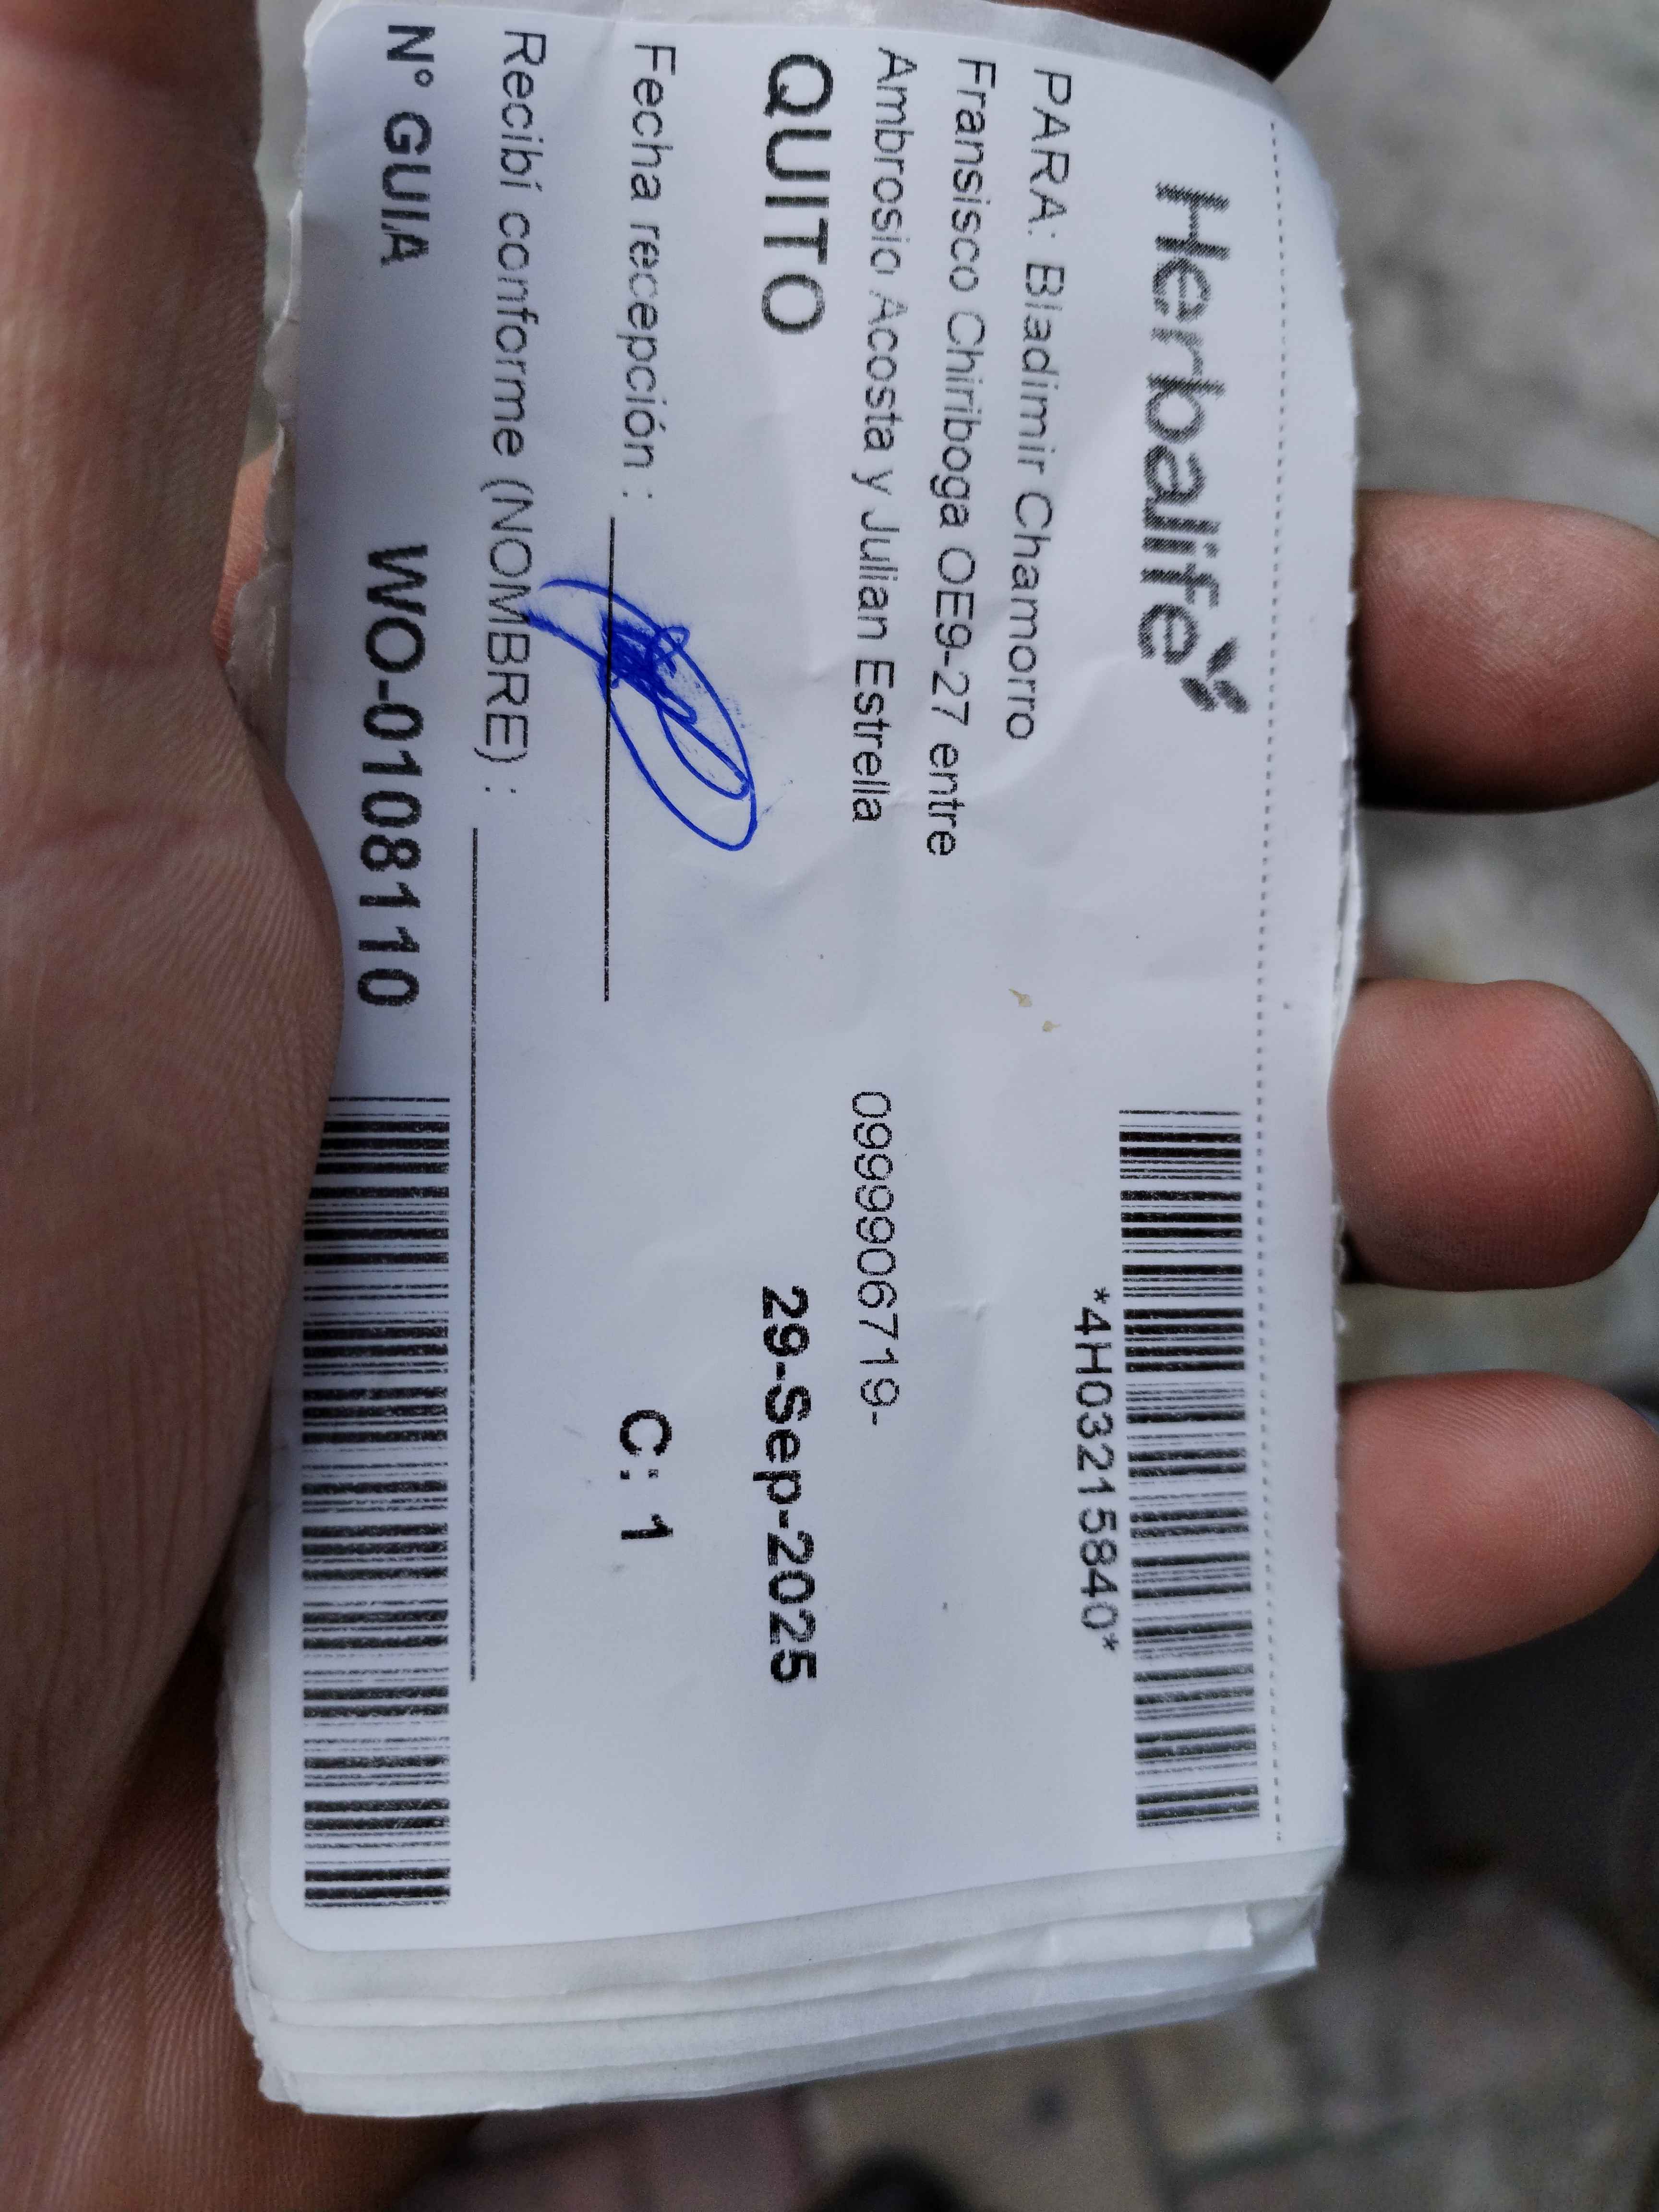 Herbalife
*4H03215840*
PARA: Bladimir Chamorro
Fransisco Chiriboga OE9-27 entre
Ambrosio Acosta y Julian Estrella 0999906719-
QUITO 29-Sep-2025
Fecha recepción : C: 1
Recibí conforme (NOMBRE) :
N° GUIA WO-0108110